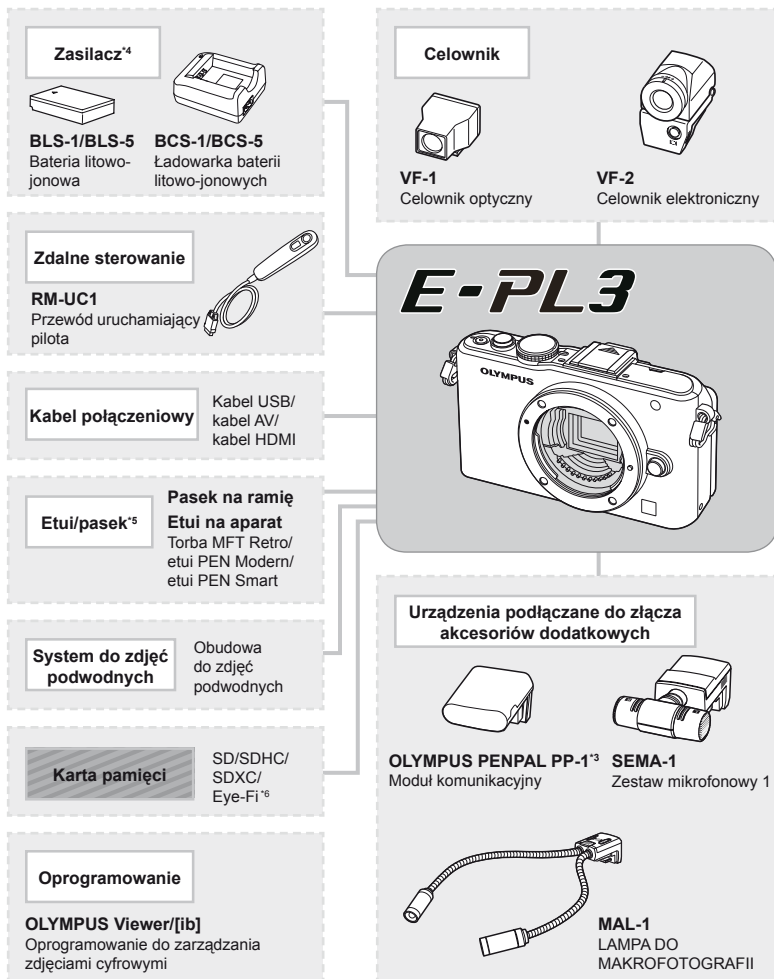 Zasilacz*4
BLS-1/BLS-5
Bateria litowo-
jonowa
BCS-1/BCS-5
Ładowarka baterii
litowo-jonowych
Zdalne sterowanie
RM-UC1
Przewód uruchamiający
pilota
Kabel połączeniowy
Kabel USB/
kabel AV/
kabel HDMI
Etui/pasek*5
Pasek na ramię
Etui na aparat
Torba MFT Retro/
etui PEN Modern/
etui PEN Smart
System do zdjęć
podwodnych
Obudowa
do zdjęć
podwodnych
Karta pamięci
SD/SDHC/
SDXC/
Eye-Fi*6
Oprogramowanie
OLYMPUS Viewer/[ib]
Oprogramowanie do zarządzania
zdjęciami cyfrowymi
Celownik
VF-1
Celownik optyczny
VF-2
Celownik elektroniczny
E-PL3
OLYMPUS
Urządzenia podłączane do złącza
akcesoriów dodatkowych
OLYMPUS PENPAL PP-1*3
Moduł komunikacyjny
SEMA-1
Zestaw mikrofonowy 1
MAL-1
LAMPA DO
MAKROFOTOGRAFII